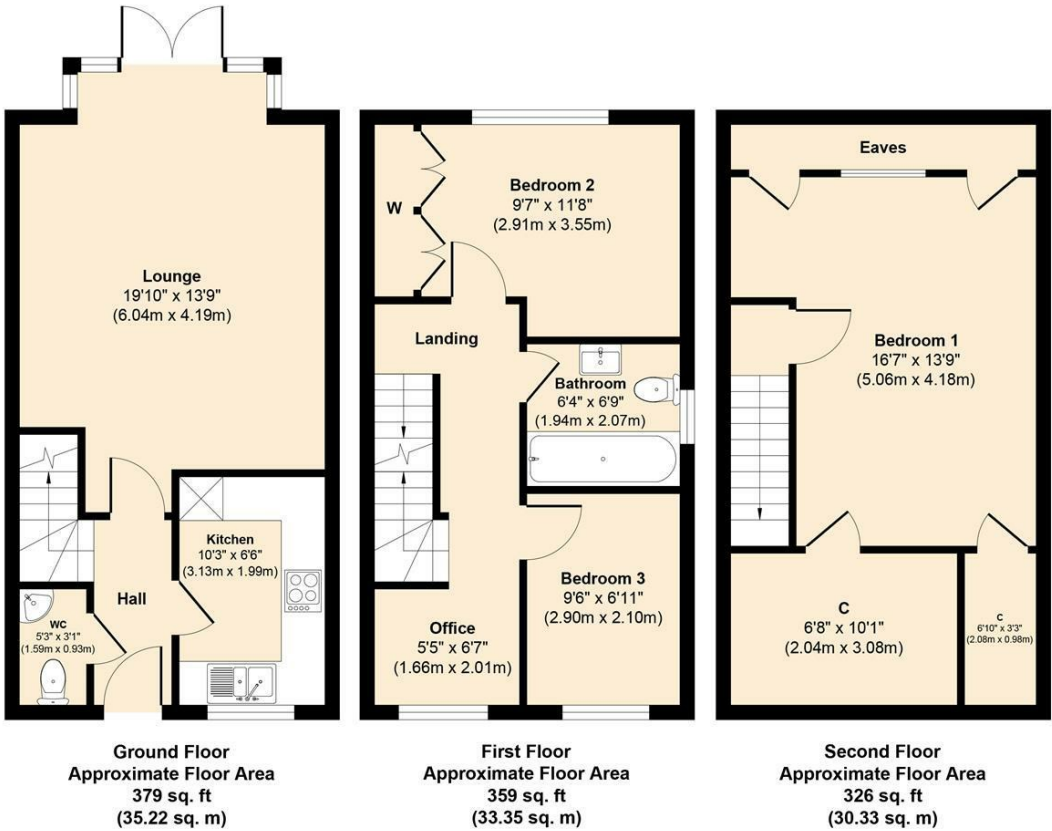 Lounge
19'10" x 13'9"
(6.04m x 4.19m)
Kitchen
10'3" x 6'6"
(3.13m x 1.99m)
Hall
WC
5'3" x 3'1"
(1.59m x 0.93m)
Ground Floor
Approximate Floor Area
379 sq. ft
(35.22 sq. m)
W
Bedroom 2
9'7" x 11'8"
(2.91m x 3.55m)
Landing
Bathroom
6'4" x 6'9"
(1.94m x 2.07m)
Bedroom 3
9'6" x 6'11"
(2.90m x 2.10m)
Office
5'5" x 6'7"
(1.66m x 2.01m)
First Floor
Approximate Floor Area
359 sq. ft
(33.35 sq. m)
Eaves
Bedroom 1
16'7" x 13'9"
(5.06m x 4.18m)
C
6'8" x 10'1"
(2.04m x 3.08m)
C
6'10" x 3'3"
(2.08m x 0.98m)
Second Floor
Approximate Floor Area
326 sq. ft
(30.33 sq. m)